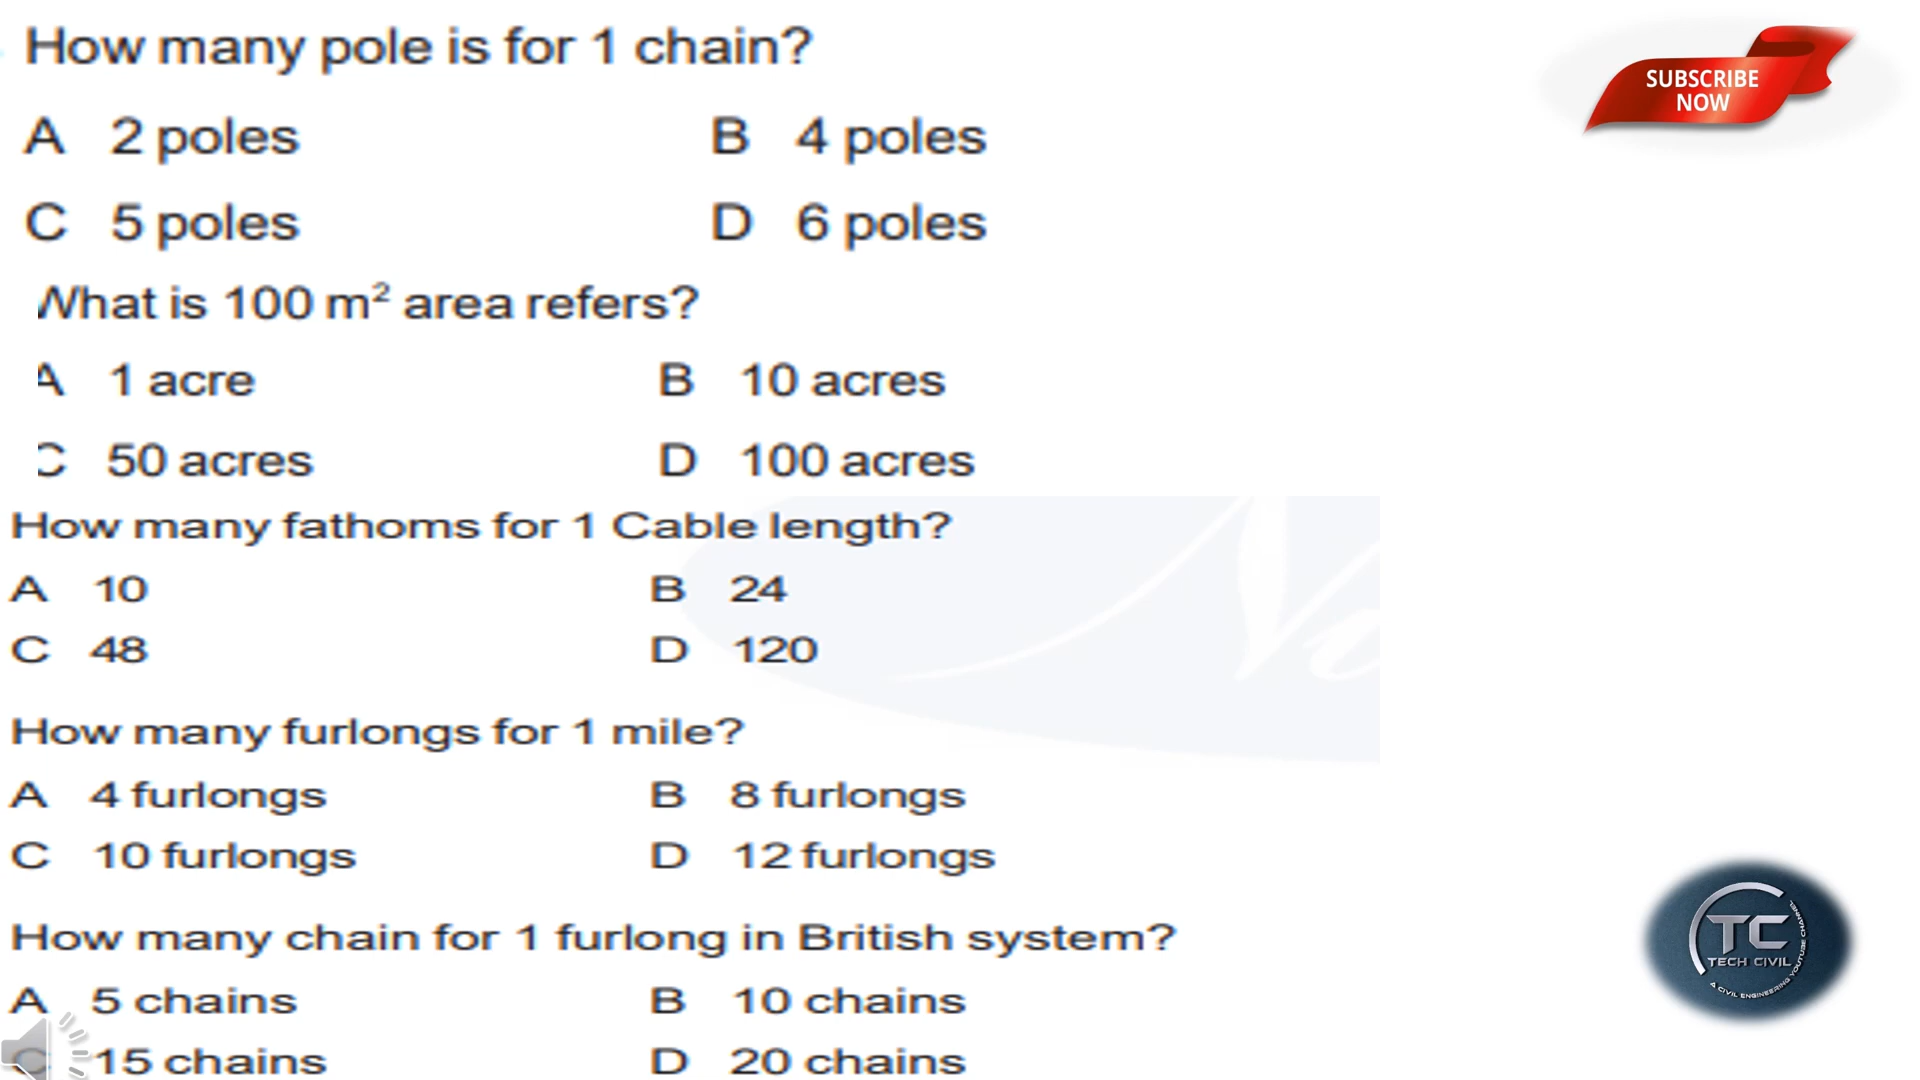 How many pole is for 1 chain?
A 2 poles B 4 poles
C 5 poles D 6 poles
What is 100 m² area refers?
A 1 acre B 10 acres
C 50 acres D 100 acres
How many fathoms for 1 Cable length?
A 10 B 24
C 48 D 120
How many furlongs for 1 mile?
A 4 furlongs B 8 furlongs
C 10 furlongs D 12 furlongs
How many chain for 1 furlong in British system?
A 5 chains B 10 chains
C 15 chains D 20 chains
SUBSCRIBE
NOW
TC
TECH CIVIL
A CIVIL ENGINEERING YOUTUBE CHANNEL